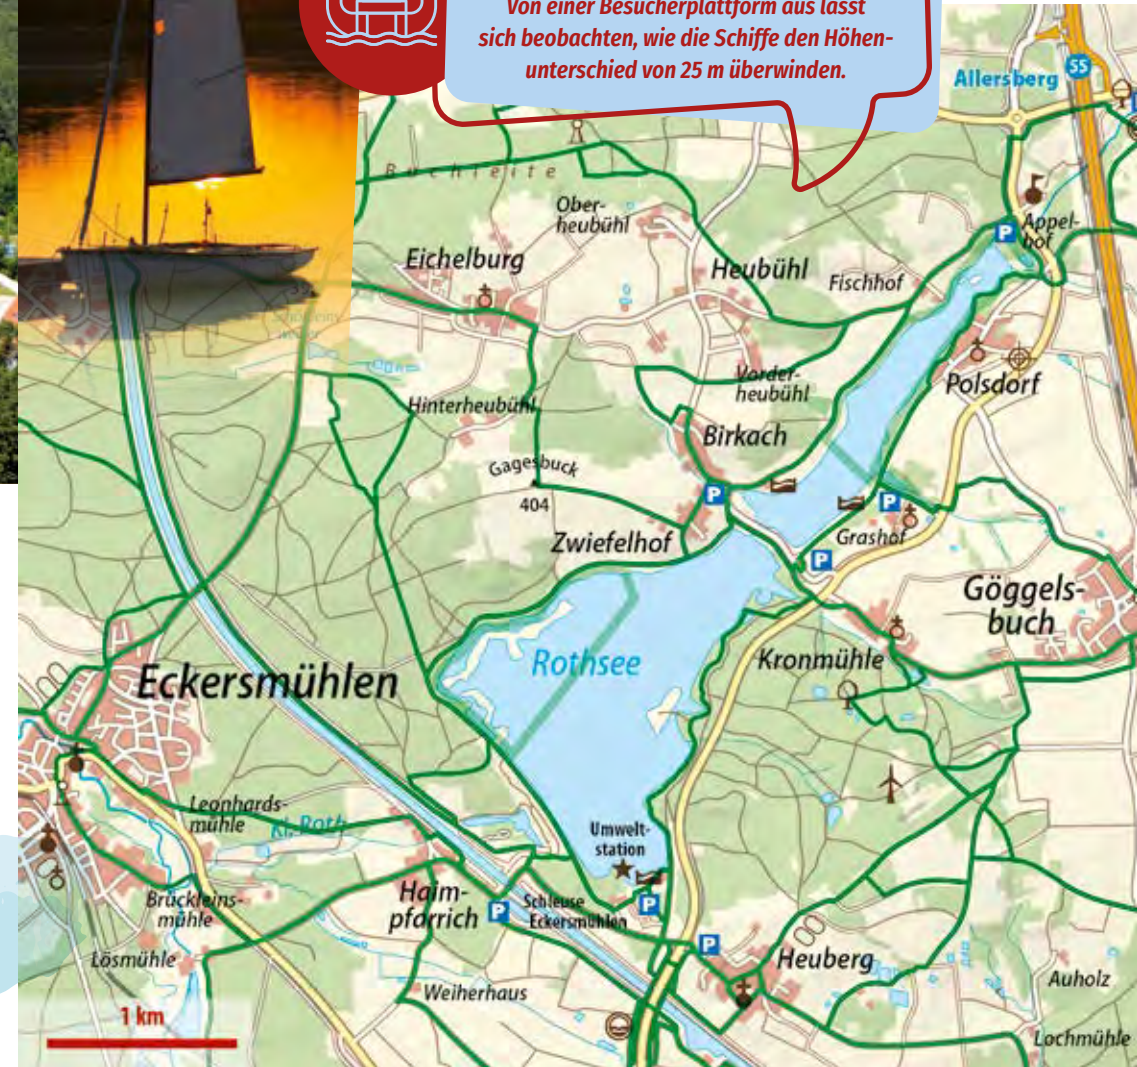 Von einer Besucherplattform aus lässt
sich beobachten, wie die Schiffe den Höhen-
unterschied von 25 m überwinden.
Allersberg
55
Buchleite
Ober-
heubühl
Appel-
hof
P
Eichelburg
Heubühl
Fischhof
Vorder-
heubühl
Polsdorf
Hinterheubühl
Birkach
Gagesbuck
404
P
P
Zwiefelhof
Grashof
P
Göggels-
buch
Rothsee
Kronmühle
Eckersmühlen
Leonhards-
mühle
Kl. Roth
Umwelt-
station
Brückleins-
mühle
Haim-
pfarrich
P
Schleuse
Eckersmühlen
P
P
Lösmühle
Heuberg
Weiherhaus
Auholz
1 km
Lochmühle